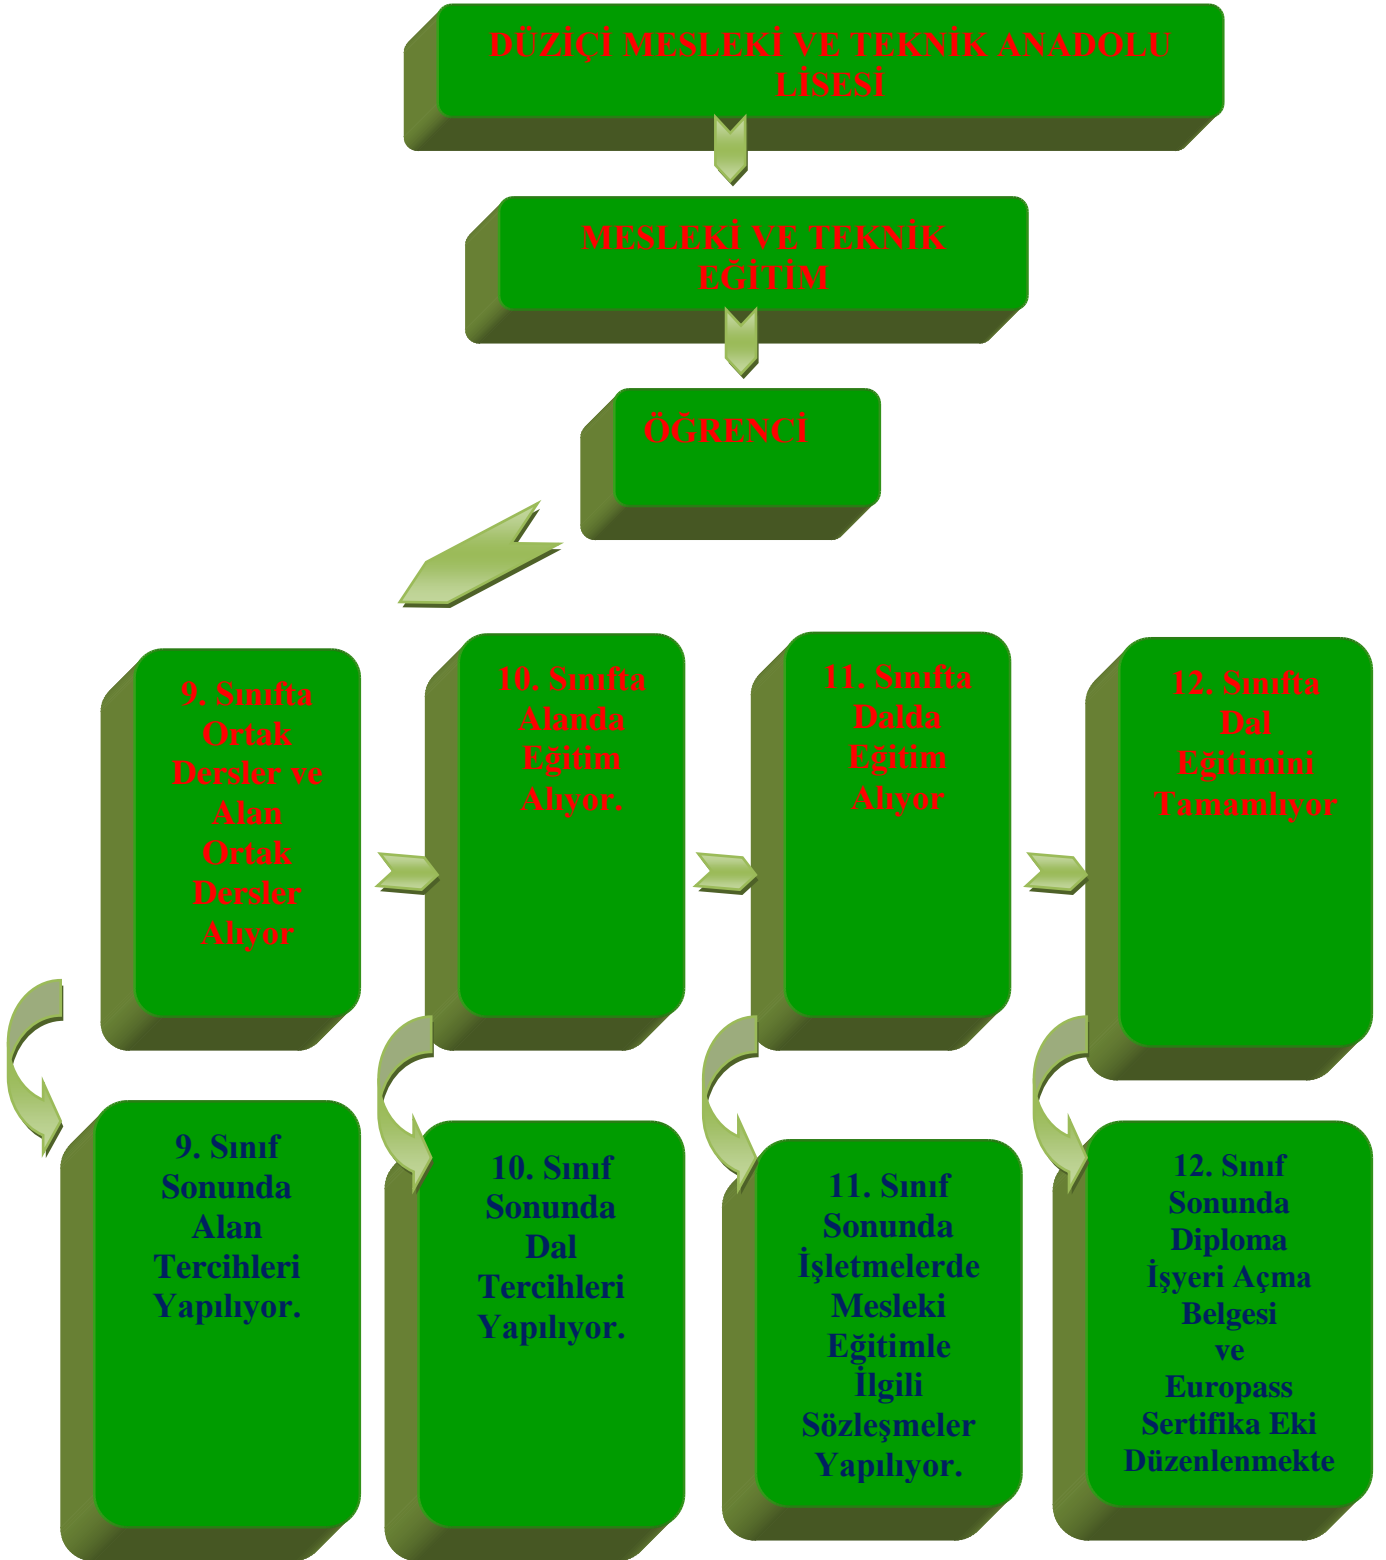 DÜZİÇİ MESLEKİ VE TEKNİK ANADOLU
LİSESİ
MESLEKİ VE TEKNİK
EĞİTİM
ÖĞRENCİ
9. Sınıfta
Ortak
Dersler ve
Alan
Ortak
Dersler
Alıyor
10. Sınıfta
Alanda
Eğitim
Alıyor.
11. Sınıfta
Dalda
Eğitim
Alıyor
12. Sınıfta
Dal
Eğitimini
Tamamlıyor
9. Sınıf
Sonunda
Alan
Tercihleri
Yapılıyor.
10. Sınıf
Sonunda
Dal
Tercihleri
Yapılıyor.
11. Sınıf
Sonunda
İşletmelerde
Mesleki
Eğitimle
İlgili
Sözleşmeler
Yapılıyor.
12. Sınıf
Sonunda
Diploma
İşyeri Açma
Belgesi
ve
Europass
Sertifika Eki
Düzenlenmekte